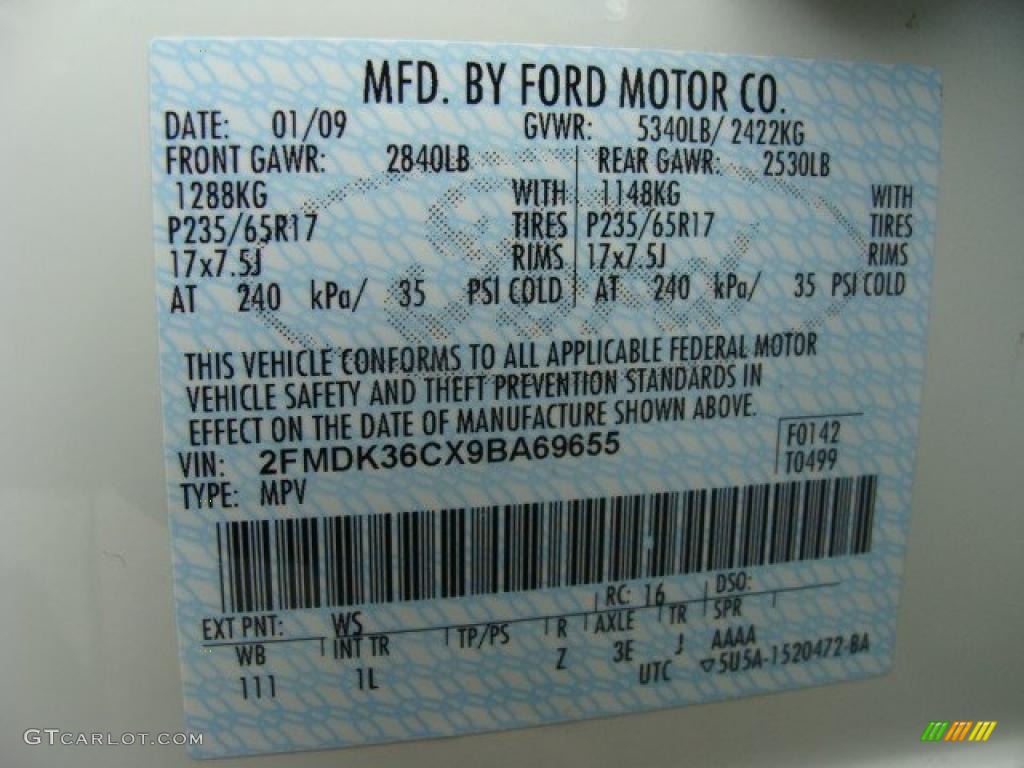 MFD. BY FORD MOTOR CO.
DATE: 01/09 GVWR: 5340LB/ 2422KG
FRONT GAWR: 2840LB REAR GAWR: 2530LB
1288KG WITH 1148KG WITH
P235/65R17 TIRES P235/65R17 TIRES
17x7.5J RIMS 17x7.5J RIMS
AT 240 kPa/ 35 PSI COLD AT 240 kPa/ 35 PSI COLD
THIS VEHICLE CONFORMS TO ALL APPLICABLE FEDERAL MOTOR
VEHICLE SAFETY AND THEFT PREVENTION STANDARDS IN
EFFECT ON THE DATE OF MANUFACTURE SHOWN ABOVE.
VIN: 2FMDK36CX9BA69655 F0142
TYPE: MPV T0499
EXT PNT: WS RC: 16 DSO:
WB INT TR TP/PS R AXLE TR SPR
111 1L Z 3E J AAAA
UTC ▽5U5A-1520472-BA
GTCARLOT.COM